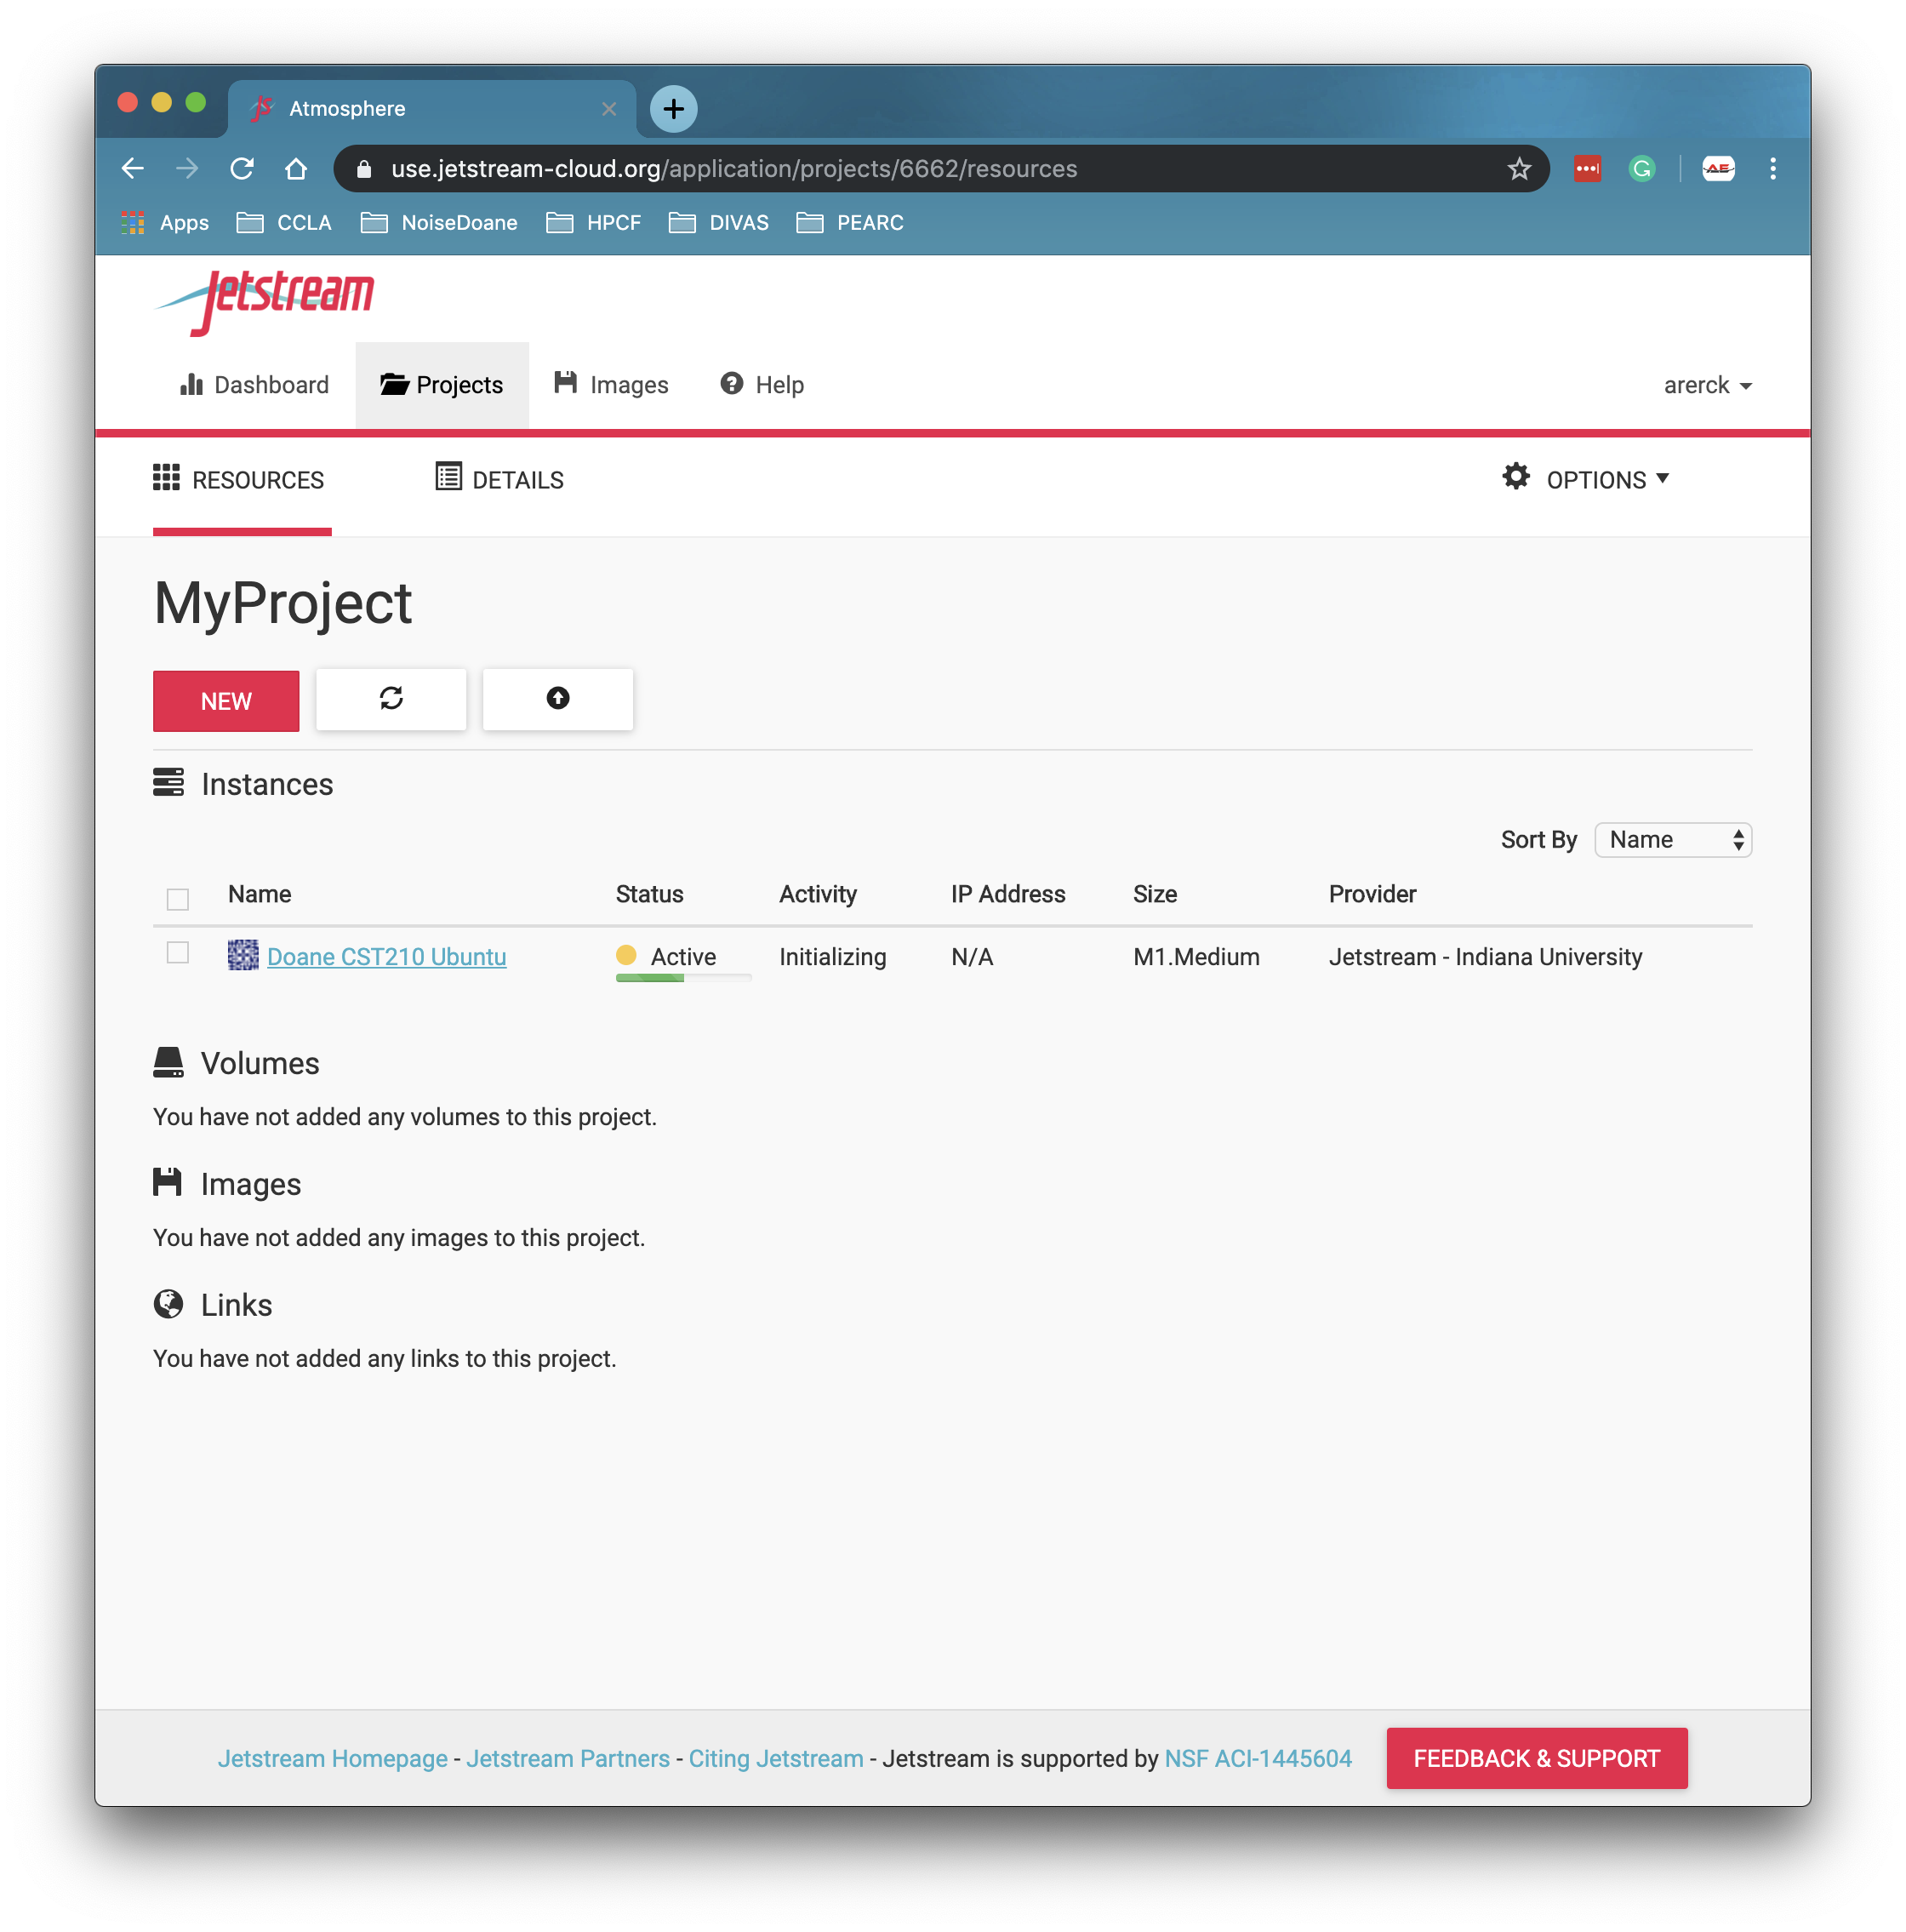 Atmosphere
use.jetstream-cloud.org/application/projects/6662/resources
Apps CCLA NoiseDoane HPCF DIVAS PEARC
Jetstream
Dashboard Projects Images Help arerck
RESOURCES DETAILS OPTIONS
MyProject
NEW
Instances
Sort By Name
Name Status Activity IP Address Size Provider
Doane CST210 Ubuntu Active Initializing N/A M1.Medium Jetstream - Indiana University
Volumes
You have not added any volumes to this project.
Images
You have not added any images to this project.
Links
You have not added any links to this project.
Jetstream Homepage - Jetstream Partners - Citing Jetstream - Jetstream is supported by NSF ACI-1445604 FEEDBACK & SUPPORT